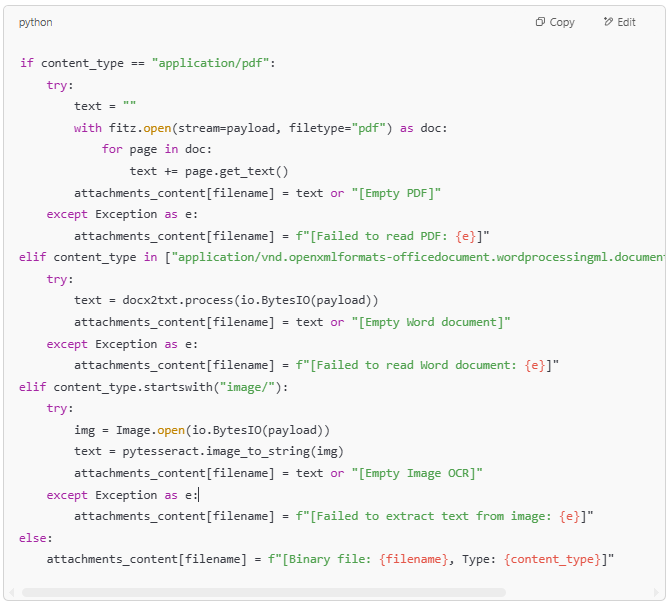 python
Copy
Edit
if content_type == "application/pdf":
    try:
        text = ""
        with fitz.open(stream=payload, filetype="pdf") as doc:
            for page in doc:
                text += page.get_text()
        attachments_content[filename] = text or "[Empty PDF]"
    except Exception as e:
        attachments_content[filename] = f"[Failed to read PDF: {e}]"
elif content_type in ["application/vnd.openxmlformats-officedocument.wordprocessingml.document
    try:
        text = docx2txt.process(io.BytesIO(payload))
        attachments_content[filename] = text or "[Empty Word document]"
    except Exception as e:
        attachments_content[filename] = f"[Failed to read Word document: {e}]"
elif content_type.startswith("image/"):
    try:
        img = Image.open(io.BytesIO(payload))
        text = pytesseract.image_to_string(img)
        attachments_content[filename] = text or "[Empty Image OCR]"
    except Exception as e:
        attachments_content[filename] = f"[Failed to extract text from image: {e}]"
else:
    attachments_content[filename] = f"[Binary file: {filename}, Type: {content_type}]"